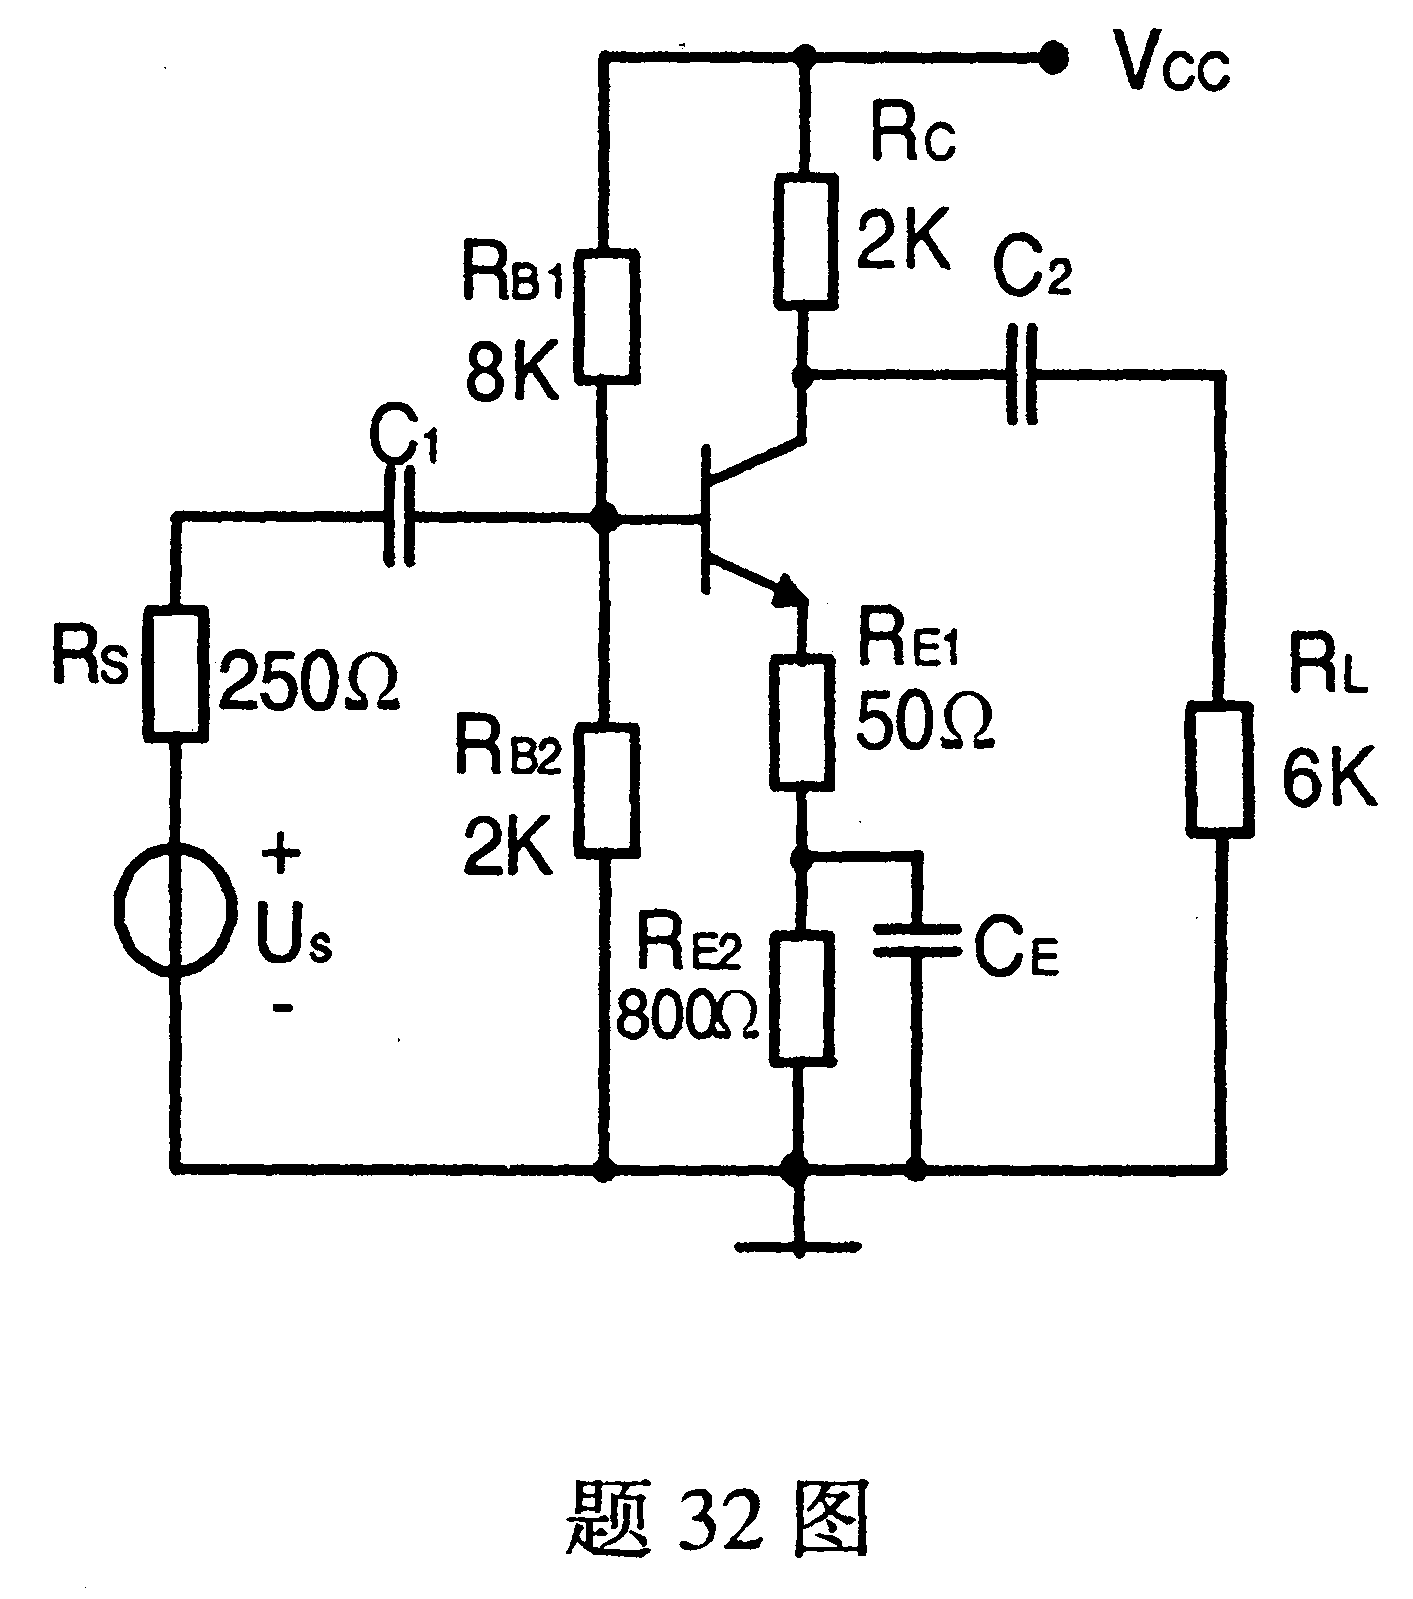 VCC
RC
2K
C2
RB1
8K
C1
RS
250Ω
RE1
50Ω
RL
6K
RB2
2K
+
Us
-
RE2
800Ω
CE
题 32 图